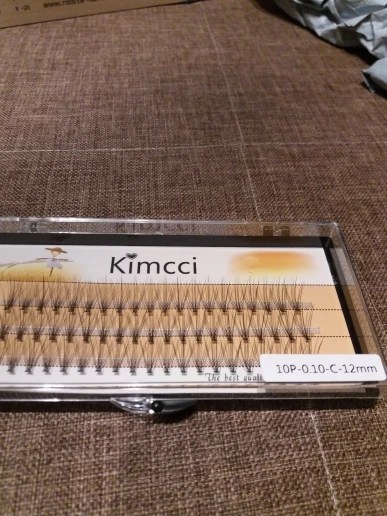 Kimcci
10P-0.10-C-12mm
The best quali